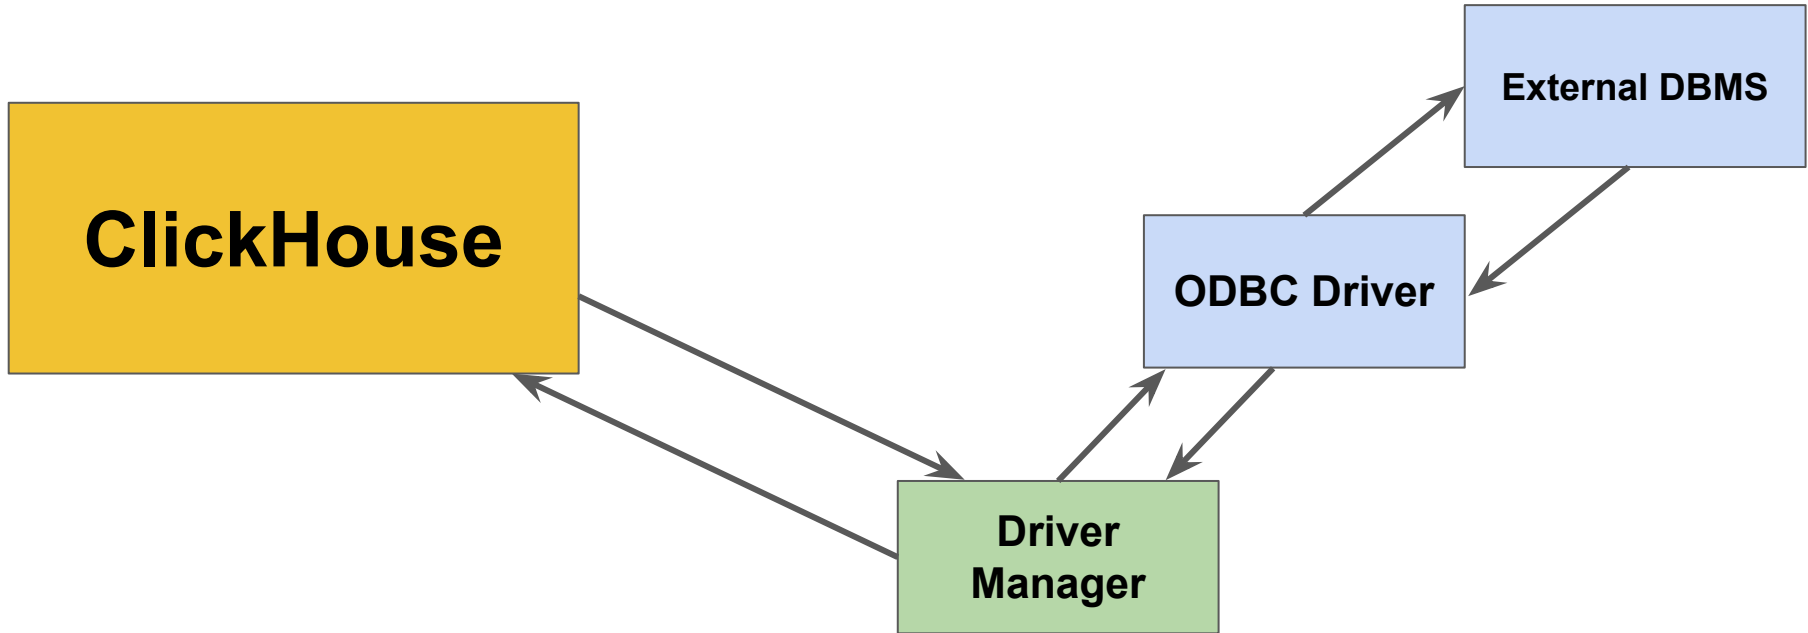 External DBMS
ClickHouse
ODBC Driver
Driver
Manager